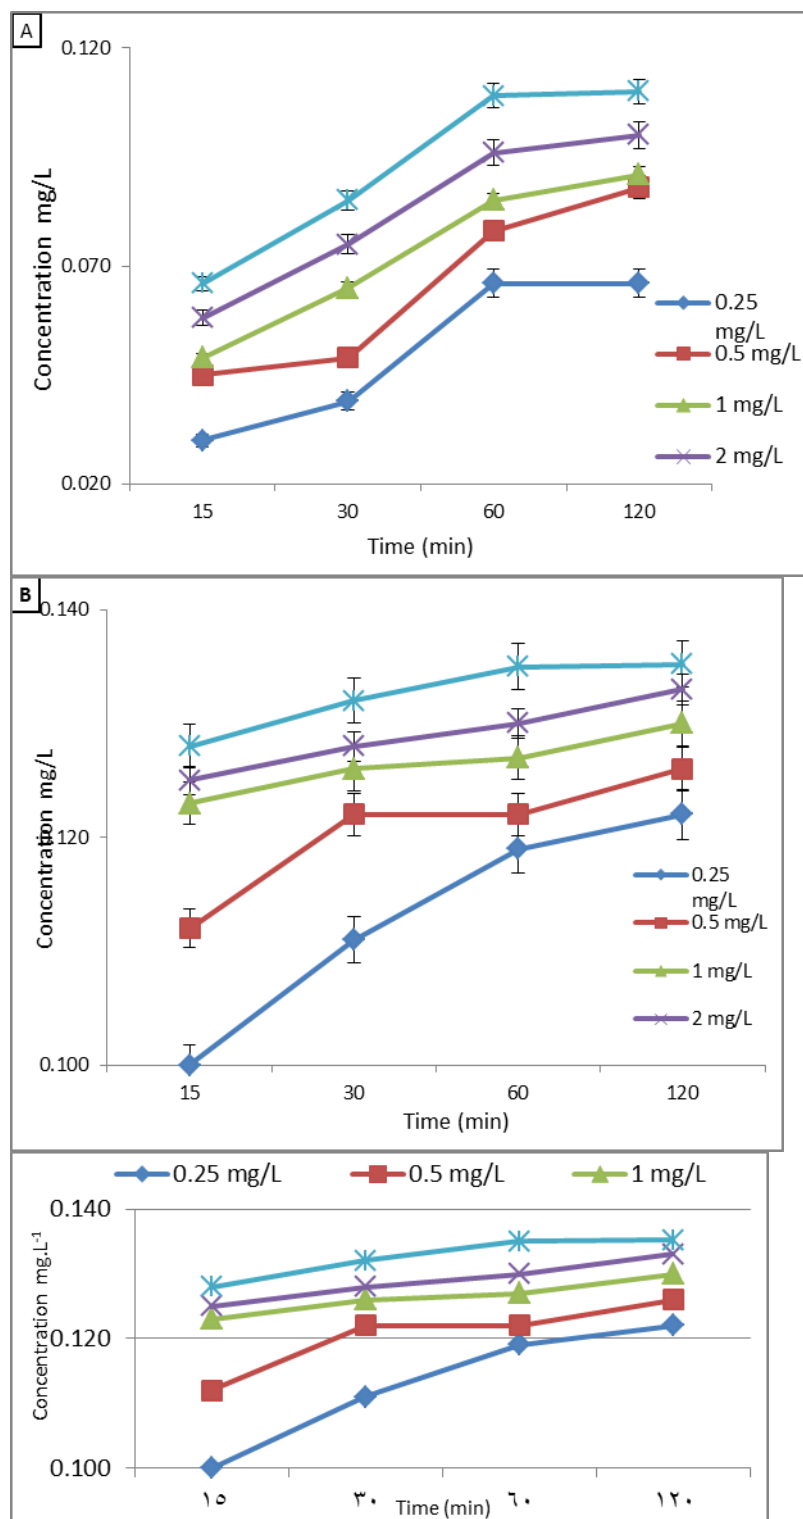 A
0.120
0.070
0.020
Concentration mg/L
15 30 60 120
Time (min)
0.25 mg/L
0.5 mg/L
1 mg/L
2 mg/L
B
0.140
0.120
0.100
Concentration mg/L
15 30 60 120
Time (min)
0.25 mg/L
0.5 mg/L
1 mg/L
2 mg/L
0.25 mg/L 0.5 mg/L 1 mg/L
0.140
0.120
0.100
Concentration mg.L⁻¹
١٥ ٣٠ ٦٠ ١٢٠
Time (min)